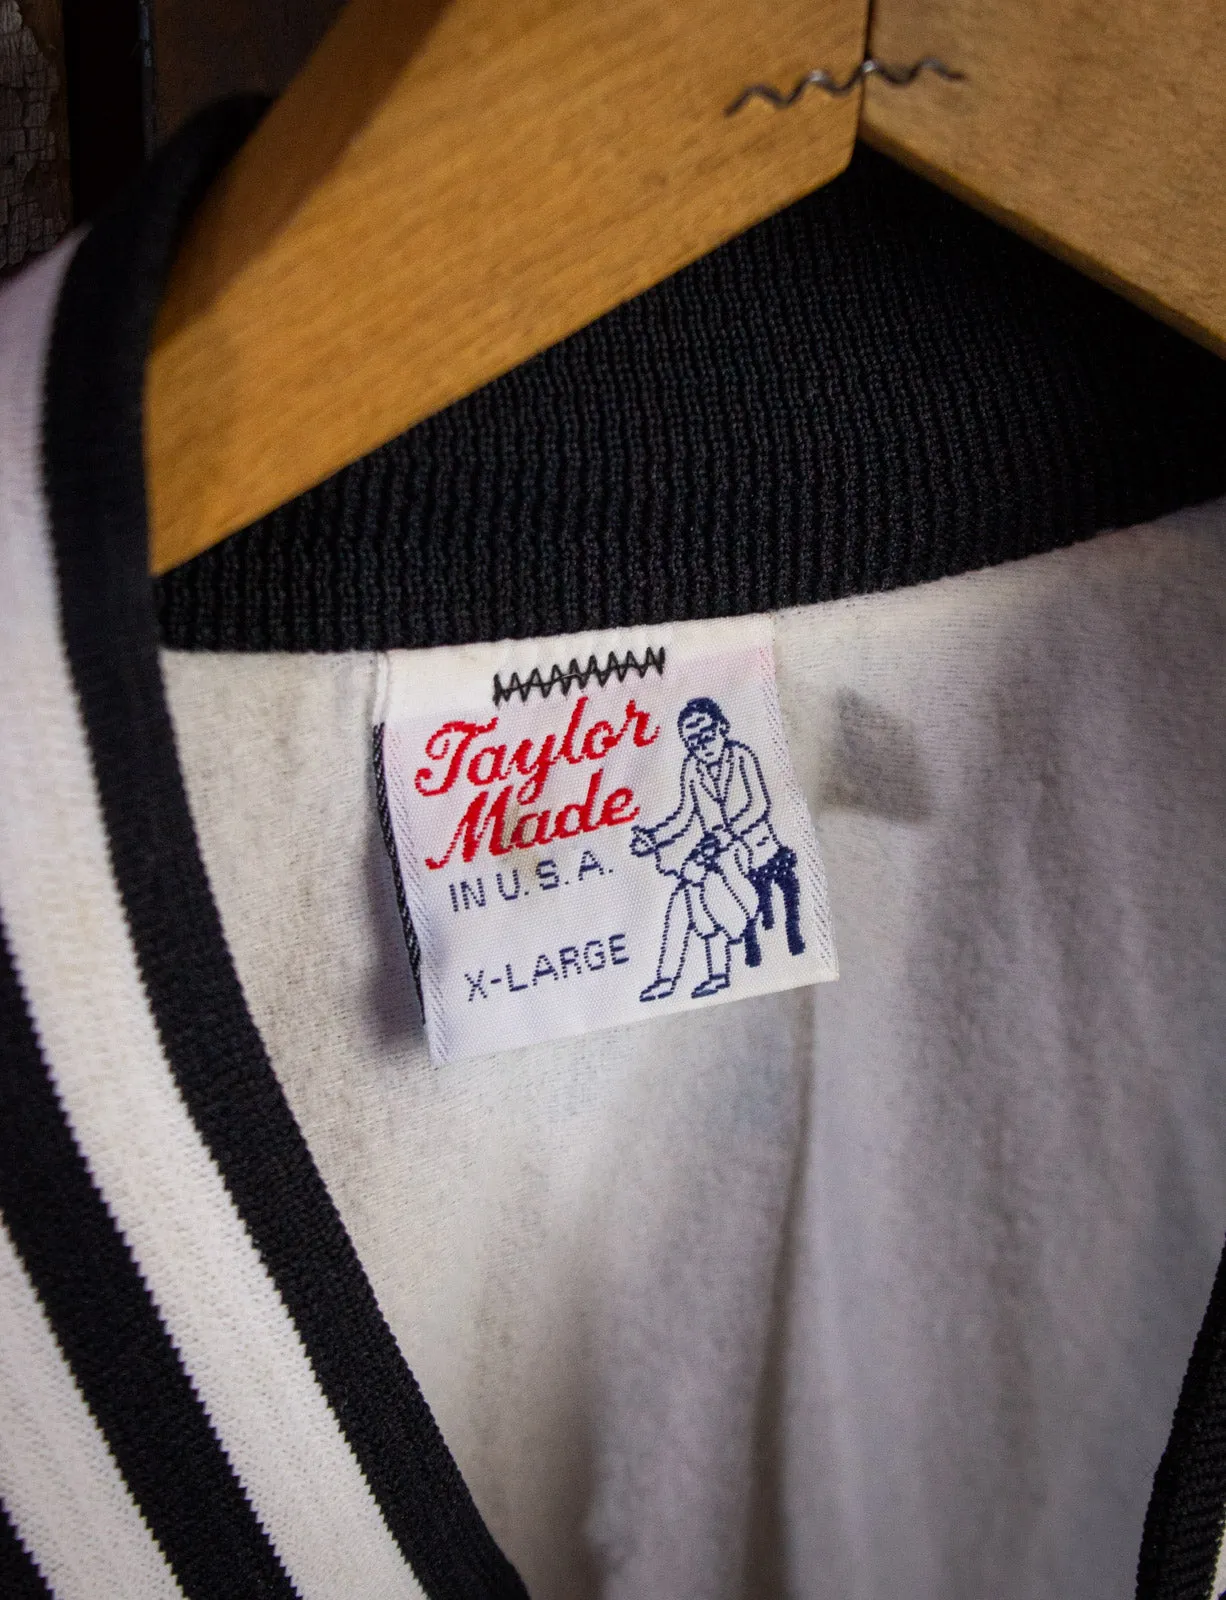 Taylor
Made
IN U.S.A.
X-LARGE